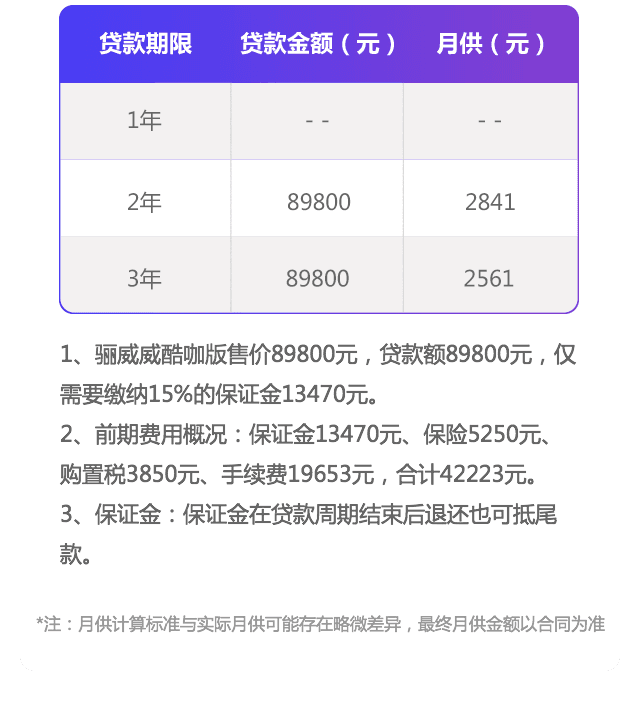 贷款期限 贷款金额（元） 月供（元）
1年 -- --
2年 89800 2841
3年 89800 2561
1、骊威威酷咖版售价89800元，贷款额89800元，仅
需要缴纳15%的保证金13470元。
2、前期费用概况：保证金13470元、保险5250元、
购置税3850元、手续费19653元，合计42223元。
3、保证金：保证金在贷款周期结束后退还也可抵尾
款。
*注：月供计算标准与实际月供可能存在略微差异，最终月供金额以合同为准